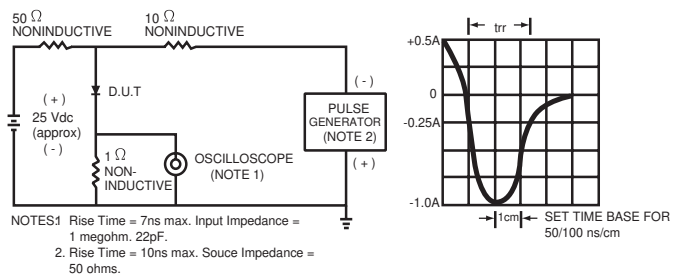 50 Ω
NONINDUCTIVE
10 Ω
NONINDUCTIVE
( + )
25 Vdc
(approx)
( - )
D.U.T
1 Ω
NON-
INDUCTIVE
OSCILLOSCOPE
(NOTE 1)
( - )
PULSE
GENERATOR
(NOTE 2)
( + )
trr
+0.5A
0
-0.25A
-1.0A
1cm
SET TIME BASE FOR
50/100 ns/cm
NOTES:1 Rise Time = 7ns max. Input Impedance =
1 megohm. 22pF.
2. Rise Time = 10ns max. Souce Impedance =
50 ohms.